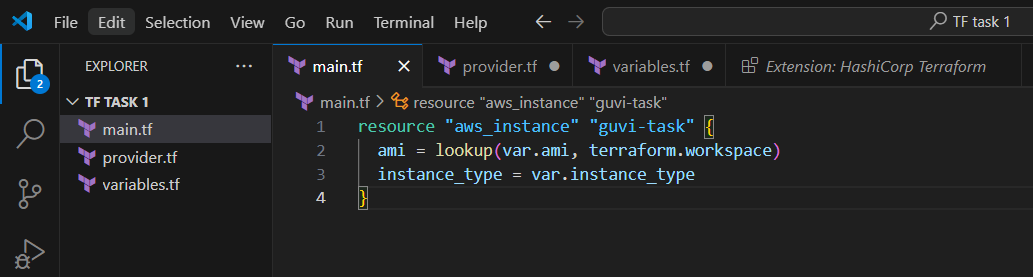 File Edit Selection View Go Run Terminal Help TF task 1
EXPLORER ··· main.tf provider.tf variables.tf Extension: HashiCorp Terraform
2
TF TASK 1
main.tf
provider.tf
variables.tf
main.tf > resource "aws_instance" "guvi-task"
1 resource "aws_instance" "guvi-task" {
2 ami = lookup(var.ami, terraform.workspace)
3 instance_type = var.instance_type
4 }